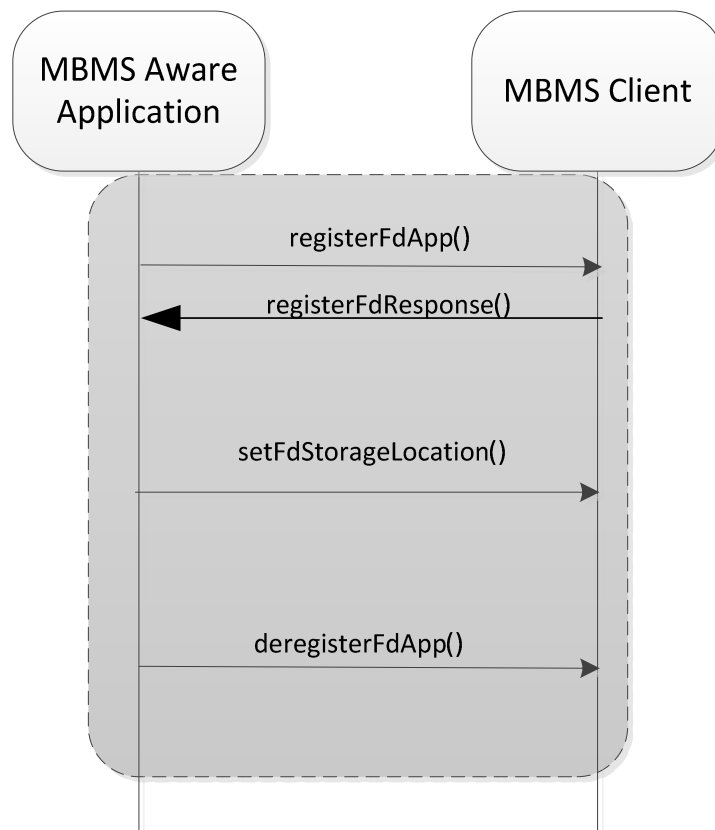 MBMS Aware
Application
MBMS Client
registerFdApp()
registerFdResponse()
setFdStorageLocation()
deregisterFdApp()